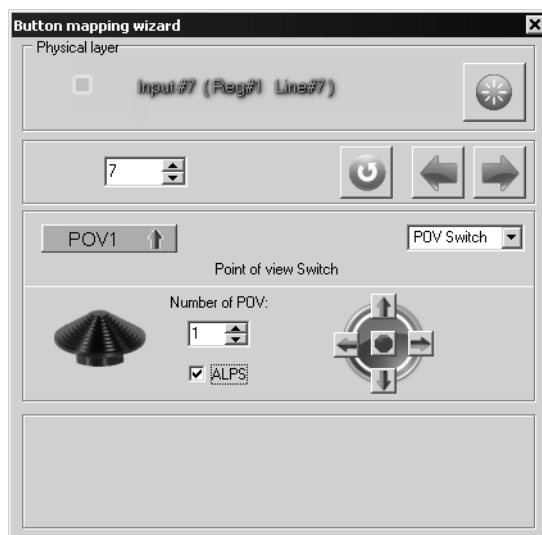 Button mapping wizard
Physical layer
Input#7 (Reg#1 Line#7)
7
POV1
POV Switch
Point of view Switch
Number of POV:
1
ALPS